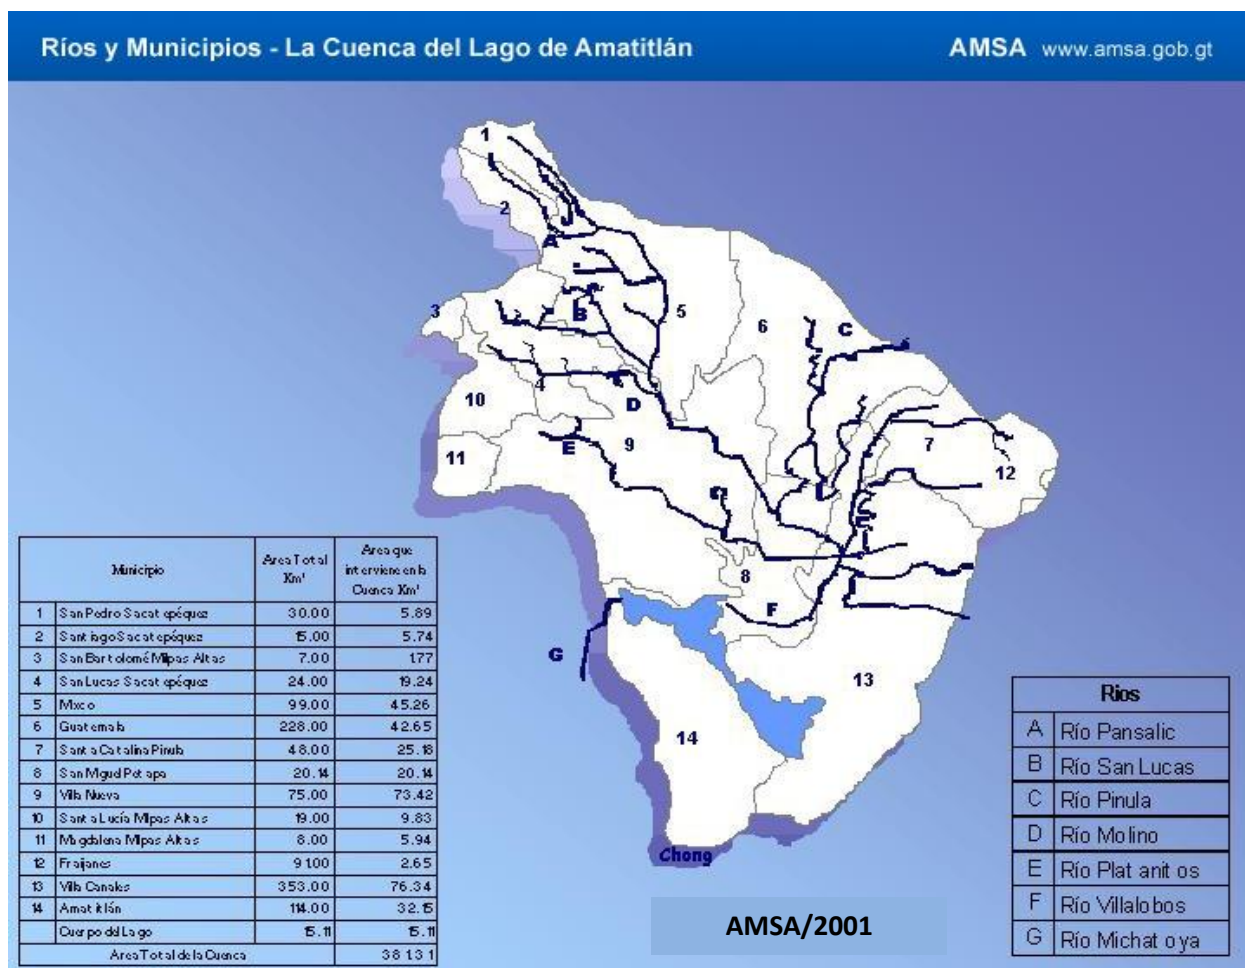 Ríos y Municipios - La Cuenca del Lago de Amatitlán
AMSA www.amsa.gob.gt
1
2
A
3
B
5
6
C
4
10
D
9
E
7
11
12
8
F
G
13
14
Chong
Municipio
Area Total Km²
Area que interviene en la Cuenca Km²
1 San Pedro Sacatepéquez 30.00 5.89
2 Santiago Sacatepéquez 15.00 5.74
3 San Bartolomé Milpas Altas 7.00 1.77
4 San Lucas Sacatepéquez 24.00 19.24
5 Mixco 99.00 45.26
6 Guatemala 228.00 42.65
7 Santa Catalina Pinula 48.00 25.18
8 San Miguel Petapa 20.14 20.14
9 Villa Nueva 75.00 73.42
10 Santa Lucía Milpas Altas 19.00 9.83
11 Magdalena Milpas Altas 8.00 5.94
12 Fraijanes 91.00 2.65
13 Villa Canales 353.00 76.34
14 Amatitlán 114.00 32.15
Cuerpo del Lago 15.11 15.11
Area Total de la Cuenca 381.31
AMSA/2001
Rios
A Río Pansalic
B Río San Lucas
C Río Pinula
D Río Molino
E Río Platanitos
F Río Villalobos
G Río Michatoya